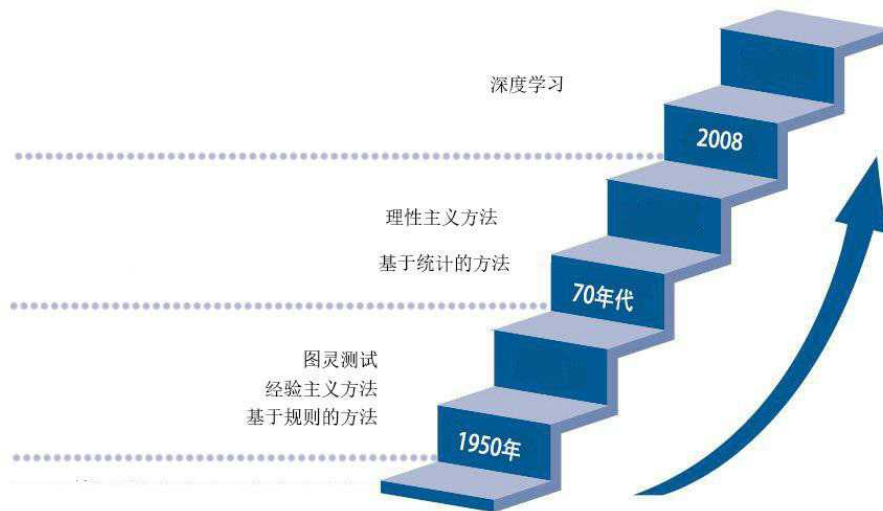 深度学习
2008
理性主义方法
基于统计的方法
70年代
图灵测试
经验主义方法
基于规则的方法
1950年